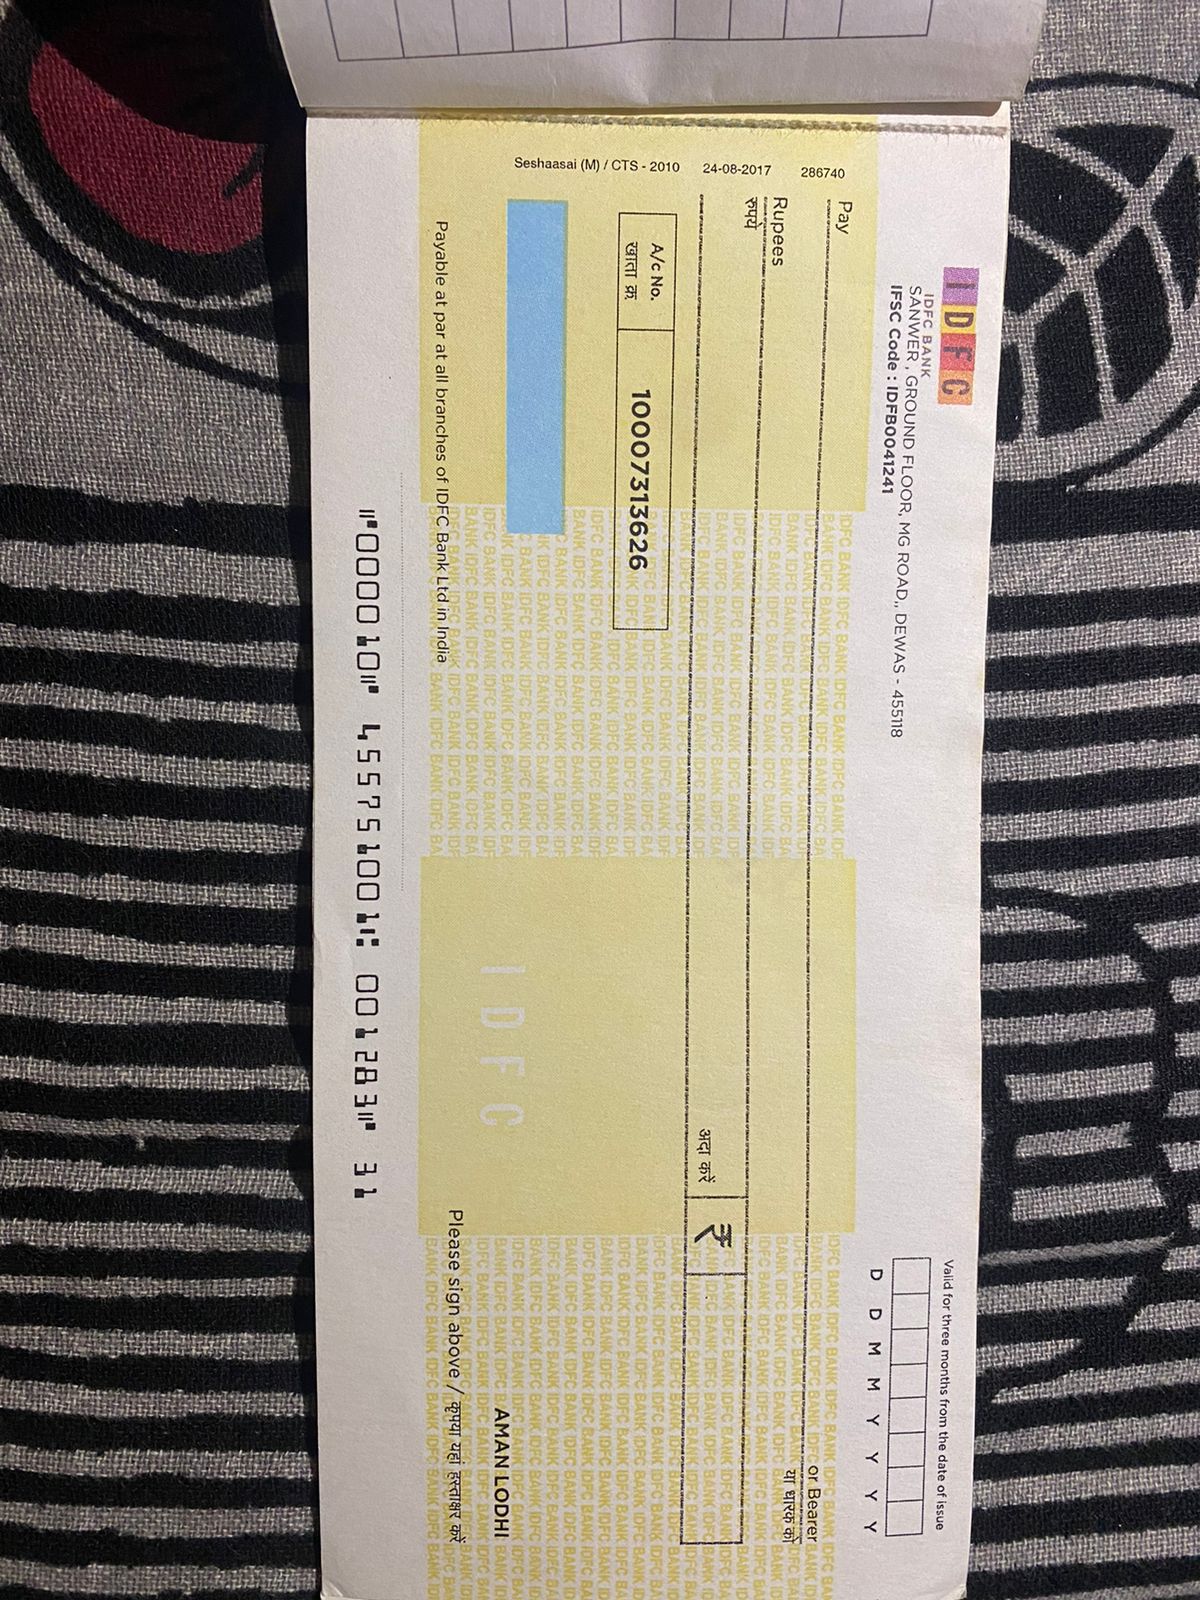 IDFC
IDFC BANK
SANWER , GROUND FLOOR, MG ROAD,, DEWAS - 455118
IFSC Code : IDFB0041241
Valid for three months from the date of issue
D D M M Y Y Y Y
Pay
or Bearer
या धारक को
Rupees
रुपये
अदा करें
₹
A/c No.
खाता क्र
10007313626
IDFC
AMAN LODHI
Payable at par at all branches of IDFC Bank Ltd in India
Please sign above / कृपया यहां हस्ताक्षर करें
⑈000010⑈ 455751001⑆ 001283⑈ 31
Seshaasai (M) / CTS - 2010 24-08-2017 286740